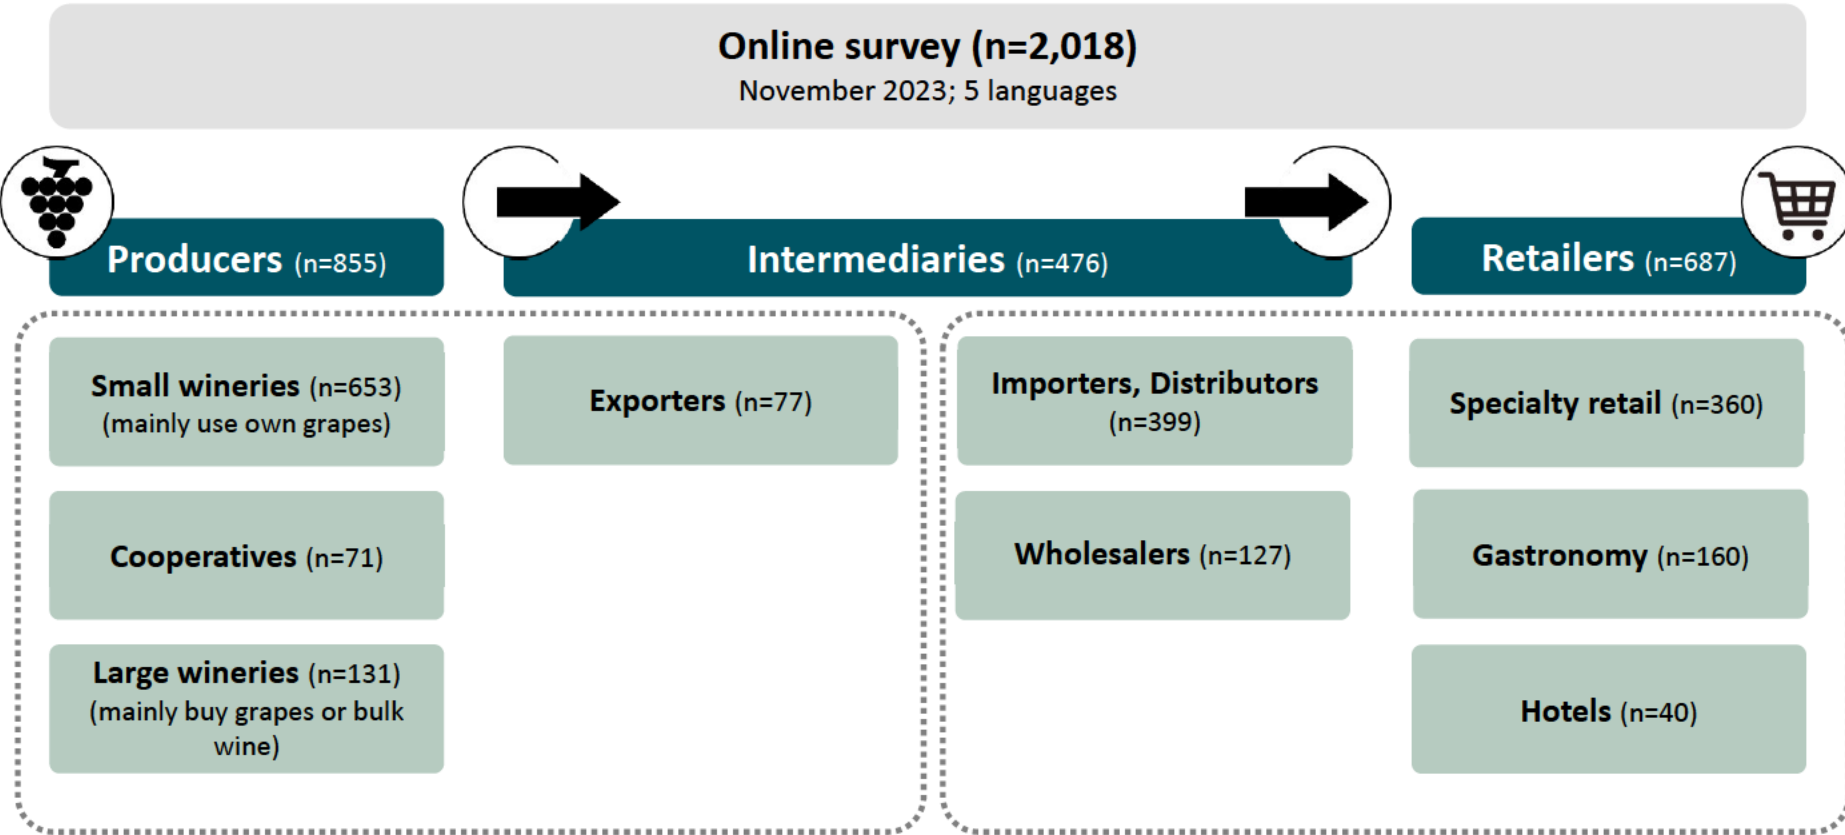 Online survey (n=2,018)
November 2023; 5 languages
Producers (n=855)
Intermediaries (n=476)
Retailers (n=687)
Small wineries (n=653)
(mainly use own grapes)
Cooperatives (n=71)
Large wineries (n=131)
(mainly buy grapes or bulk
wine)
Exporters (n=77)
Importers, Distributors
(n=399)
Wholesalers (n=127)
Specialty retail (n=360)
Gastronomy (n=160)
Hotels (n=40)